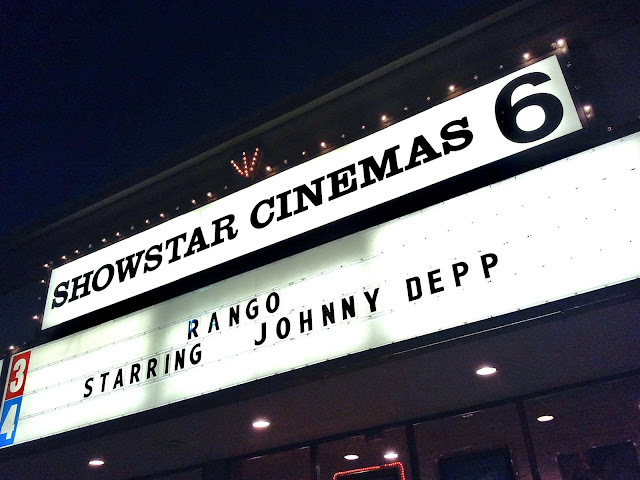 SHOWSTAR CINEMAS 6
RANGO
STARRING JOHNNY DEPP
3
4